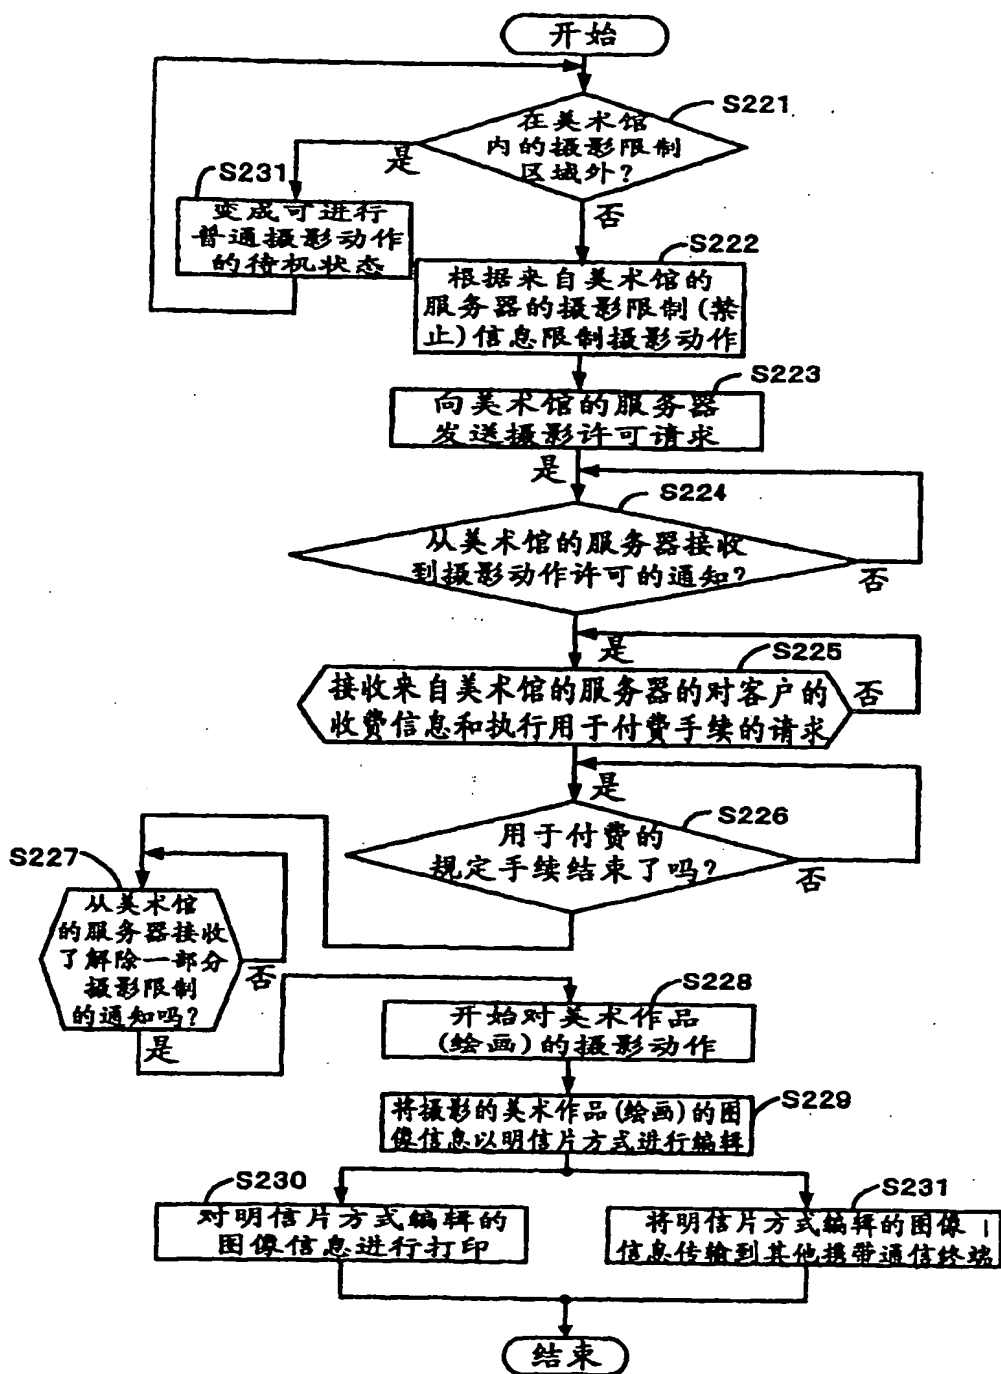 开始
S221
在美术馆
内的摄影限制
区域外?
是
否
S231
变成可进行
普通摄影动作
的待机状态
S222
根据来自美术馆的
服务器的摄影限制(禁
止)信息限制摄影动作
S223
向美术馆的服务器
发送摄影许可请求
是
S224
从美术馆的服务器接收
到摄影动作许可的通知?
否
是
S225
接收来自美术馆的服务器的对客户的
收费信息和执行用于付费手续的请求
否
是
S226
用于付费的
规定手续结束了吗?
否
S227
从美术馆
的服务器接收
了解除一部分
摄影限制
的通知吗?
否
是
S228
开始对美术作品
(绘画)的摄影动作
S229
将摄影的美术作品(绘画)的图
像信息以明信片方式进行编辑
S230
对明信片方式编辑的
图像信息进行打印
S231
将明信片方式编辑的图像
信息传输到其他携带通信终端
结束